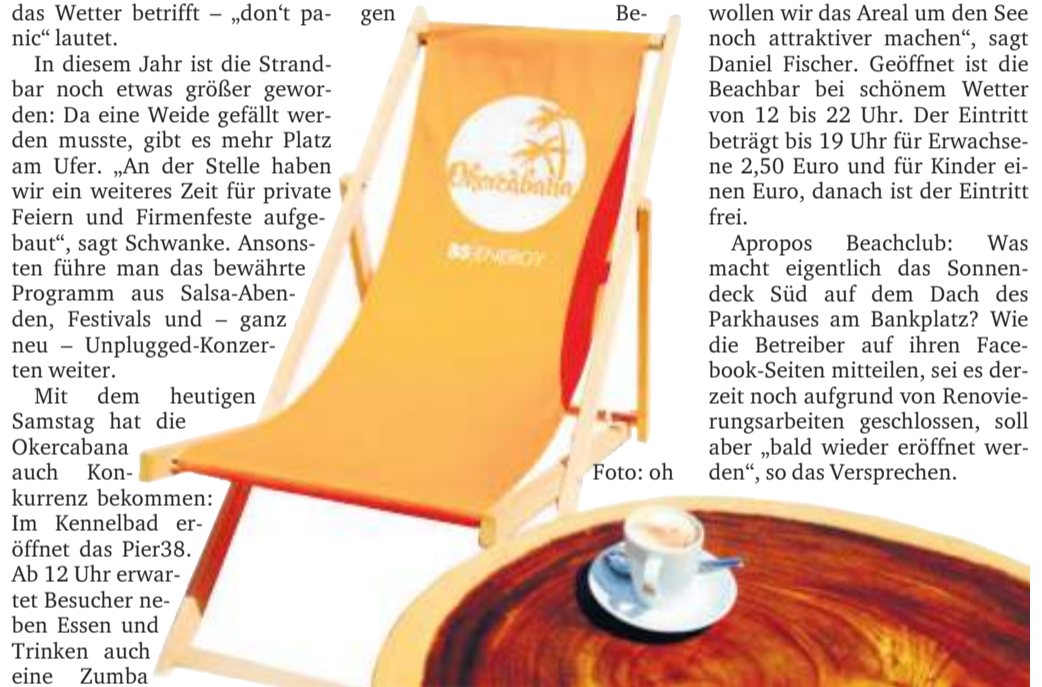 das Wetter betrifft – „don‘t pa-
nic“ lautet.
In diesem Jahr ist die Strand-
bar noch etwas größer gewor-
den: Da eine Weide gefällt wer-
den musste, gibt es mehr Platz
am Ufer. „An der Stelle haben
wir ein weiteres Zeit für private
Feiern und Firmenfeste aufge-
baut“, sagt Schwanke. Ansons-
ten führe man das bewährte
Programm aus Salsa-Aben-
den, Festivals und – ganz
neu – Unplugged-Konzer-
ten weiter.
Mit dem heutigen
Samstag hat die
Okercabana
auch Kon-
kurrenz bekommen:
Im Kennelbad er-
öffnet das Pier38.
Ab 12 Uhr erwar-
tet Besucher ne-
ben Essen und
Trinken auch
eine Zumba
gen Be-
Okercabana
BS|ENERGY
Foto: oh
wollen wir das Areal um den See
noch attraktiver machen“, sagt
Daniel Fischer. Geöffnet ist die
Beachbar bei schönem Wetter
von 12 bis 22 Uhr. Der Eintritt
beträgt bis 19 Uhr für Erwachse-
ne 2,50 Euro und für Kinder ei-
nen Euro, danach ist der Eintritt
frei.
Apropos Beachclub: Was
macht eigentlich das Sonnen-
deck Süd auf dem Dach des
Parkhauses am Bankplatz? Wie
die Betreiber auf ihren Face-
book-Seiten mitteilen, sei es der-
zeit noch aufgrund von Renovie-
rungsarbeiten geschlossen, soll
aber „bald wieder eröffnet wer-
den“, so das Versprechen.